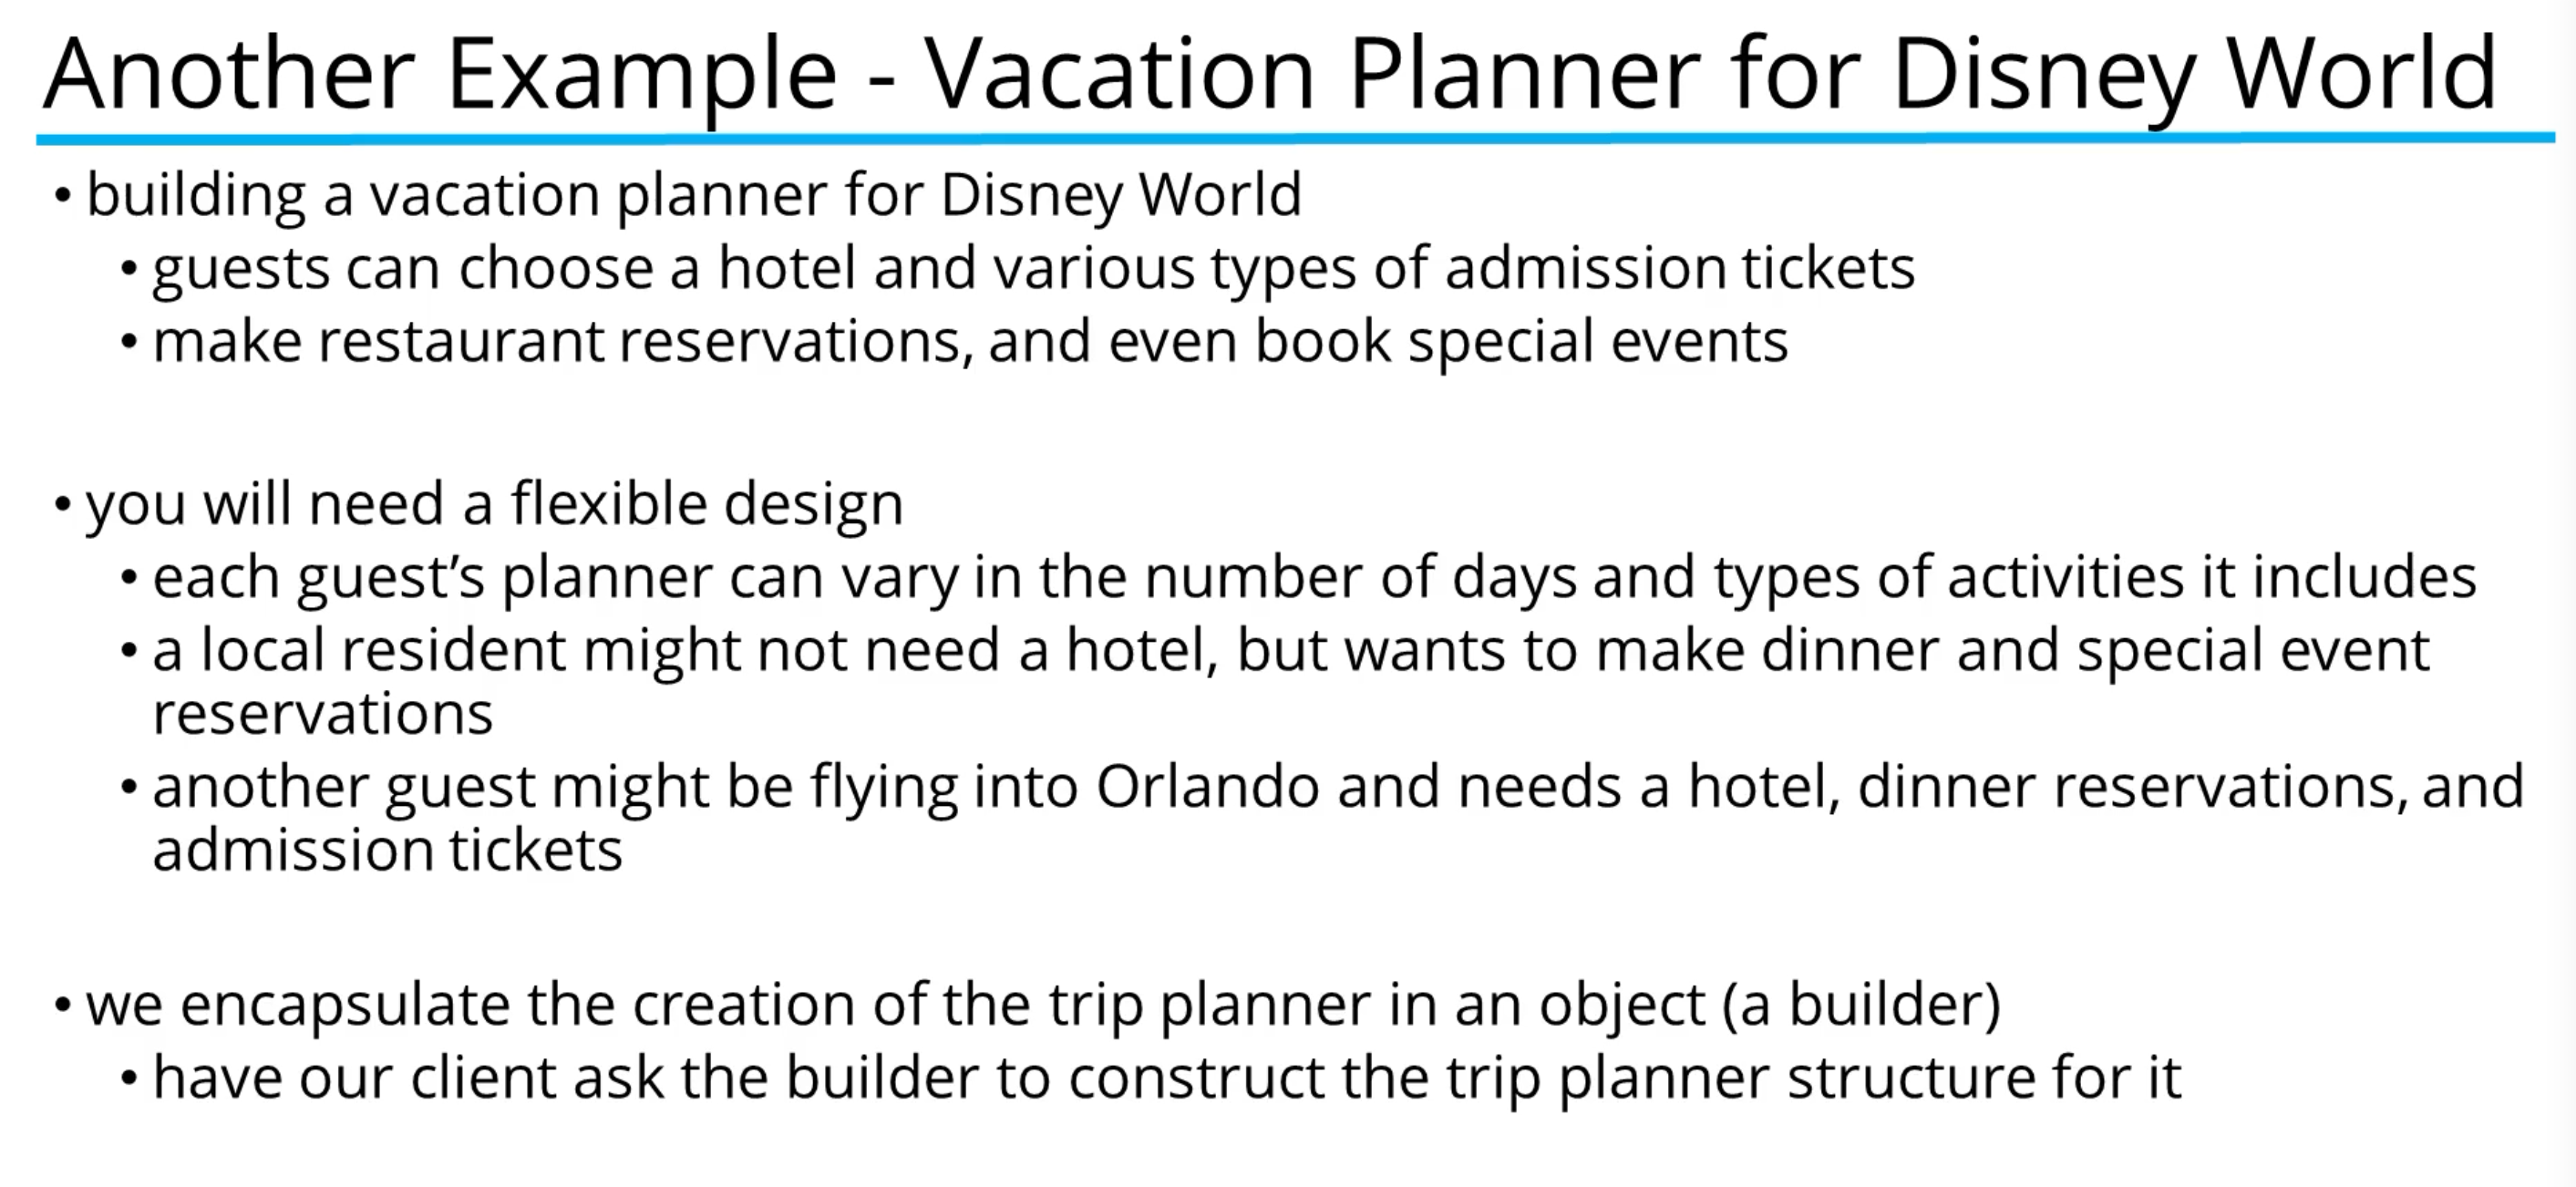 Another Example - Vacation Planner for Disney World
• building a vacation planner for Disney World
• guests can choose a hotel and various types of admission tickets
• make restaurant reservations, and even book special events
• you will need a flexible design
• each guest’s planner can vary in the number of days and types of activities it includes
• a local resident might not need a hotel, but wants to make dinner and special event
reservations
• another guest might be flying into Orlando and needs a hotel, dinner reservations, and
admission tickets
• we encapsulate the creation of the trip planner in an object (a builder)
• have our client ask the builder to construct the trip planner structure for it